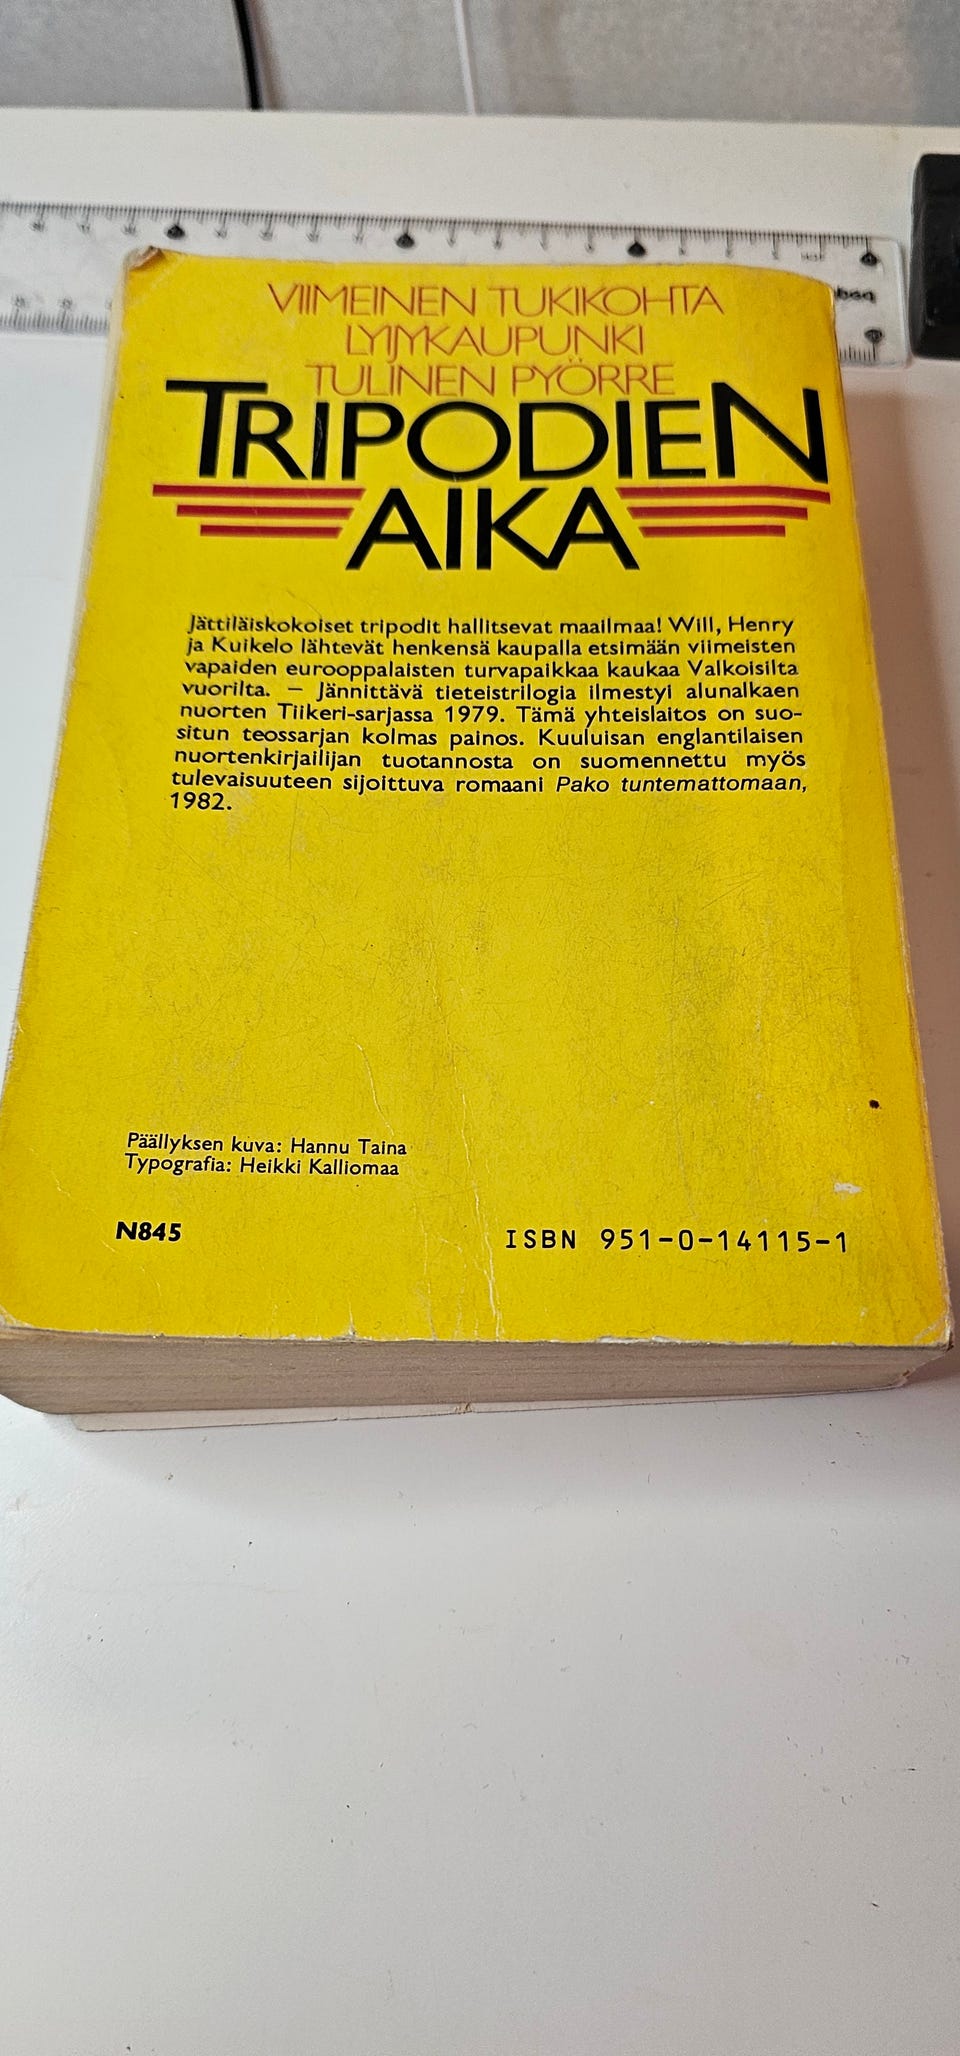 VIIMEINEN TUKIKOHTA
LYIJYKAUPUNKI
TULINEN PYÖRRE
TRIPODIEN
AIKA
Jättiläiskokoiset tripodit hallitsevat maailmaa! Will, Henry
ja Kuikelo lähtevät henkensä kaupalla etsimään viimeisten
vapaiden eurooppalaisten turvapaikkaa kaukaa Valkoisilta
vuorilta. — Jännittävä tieteistrilogia ilmestyi alunalkaen
nuorten Tiikeri-sarjassa 1979. Tämä yhteislaitos on suo-
situn teossarjan kolmas painos. Kuuluisan englantilaisen
nuortenkirjailijan tuotannosta on suomennettu myös
tulevaisuuteen sijoittuva romaani Pako tuntemattomaan,
1982.
Päällyksen kuva: Hannu Taina
Typografia: Heikki Kalliomaa
N845
ISBN 951-0-14115-1